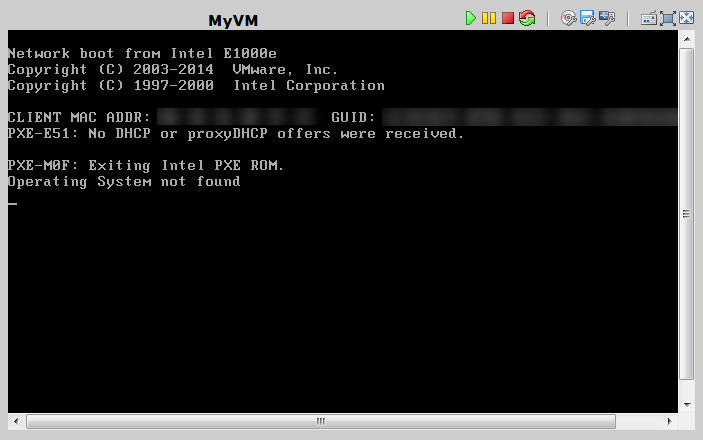 MyVM
Network boot from Intel E1000e
Copyright (C) 2003-2014  VMware, Inc.
Copyright (C) 1997-2000  Intel Corporation
CLIENT MAC ADDR: GUID:
PXE-E51: No DHCP or proxyDHCP offers were received.
PXE-M0F: Exiting Intel PXE ROM.
Operating System not found